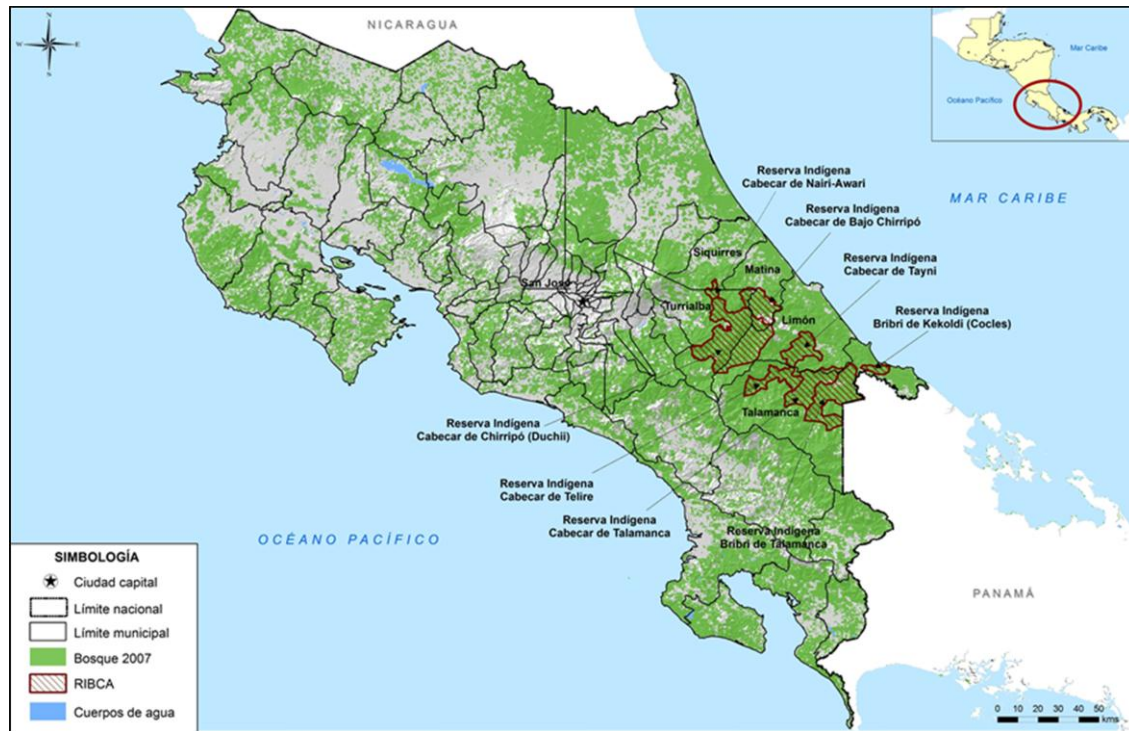 NICARAGUA
N
W
E
S
Mar Caribe
Océano Pacífico
MAR CARIBE
Reserva Indígena
Cabecar de Nairi-Awari
Reserva Indígena
Cabecar de Bajo Chirripó
Reserva Indígena
Cabecar de Tayni
Reserva Indígena
Bribri de Kekoldi (Cocles)
Siquirres
Matina
San José
Turrialba
Limón
Talamanca
Reserva Indígena
Cabecar de Chirripó (Duchii)
Reserva Indígena
Cabecar de Telire
Reserva Indígena
Cabecar de Talamanca
Reserva Indígena
Bribri de Talamanca
OCÉANO PACÍFICO
PANAMÁ
SIMBOLOGÍA
Ciudad capital
Límite nacional
Límite municipal
Bosque 2007
RIBCA
Cuerpos de agua
0 10 20 30 40 50
kms